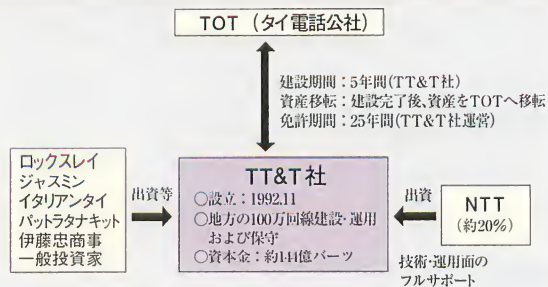 TOT（タイ電話公社）
建設期間：5年間(TT&T社)
資産移転：建設完了後、資産をTOTへ移転
免許期間：25年間(TT&T社運営)
ロックスレイ
ジャスミン
イタリアンタイ
パットラタナキット
伊藤忠商事
一般投資家
出資等
TT&T社
○設立：1992.11
○地方の100万回線建設・運用
および保守
○資本金：約144億バーツ
出資
NTT
(約20%)
技術・運用面の
フルサポート